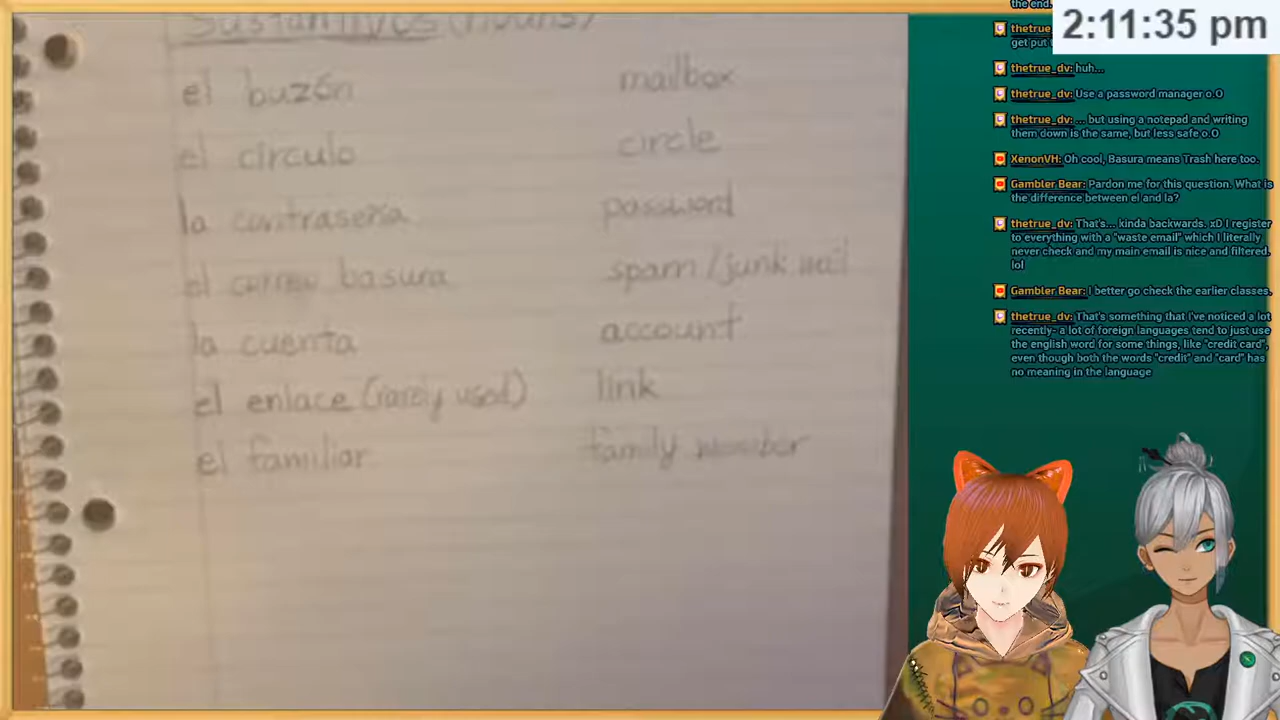 Sustantivos (Nouns)
el buzón mailbox
el círculo circle
la contraseña password
el correo basura spam/junk mail
la cuenta account
el enlace (rarely used) link
el familiar family member
2:11:35 pm
the end.
thetrue_
get put
thetrue_dv: huh...
thetrue_dv: Use a password manager o.O
thetrue_dv: ... but using a notepad and writing
them down is the same, but less safe o.O
XenonVH: Oh cool, Basura means Trash here too.
Gambler Bear: Pardon me for this question. What is
the difference between el and la?
thetrue_dv: That's... kinda backwards. xD I register
to everything with a "waste email" which I literally
never check and my main email is nice and filtered.
lol
Gambler Bear: I better go check the earlier classes.
thetrue_dv: That's something that I've noticed a lot
recently- a lot of foreign languages tend to just use
the english word for some things, like "credit card",
even though both the words "credit" and "card" has
no meaning in the language